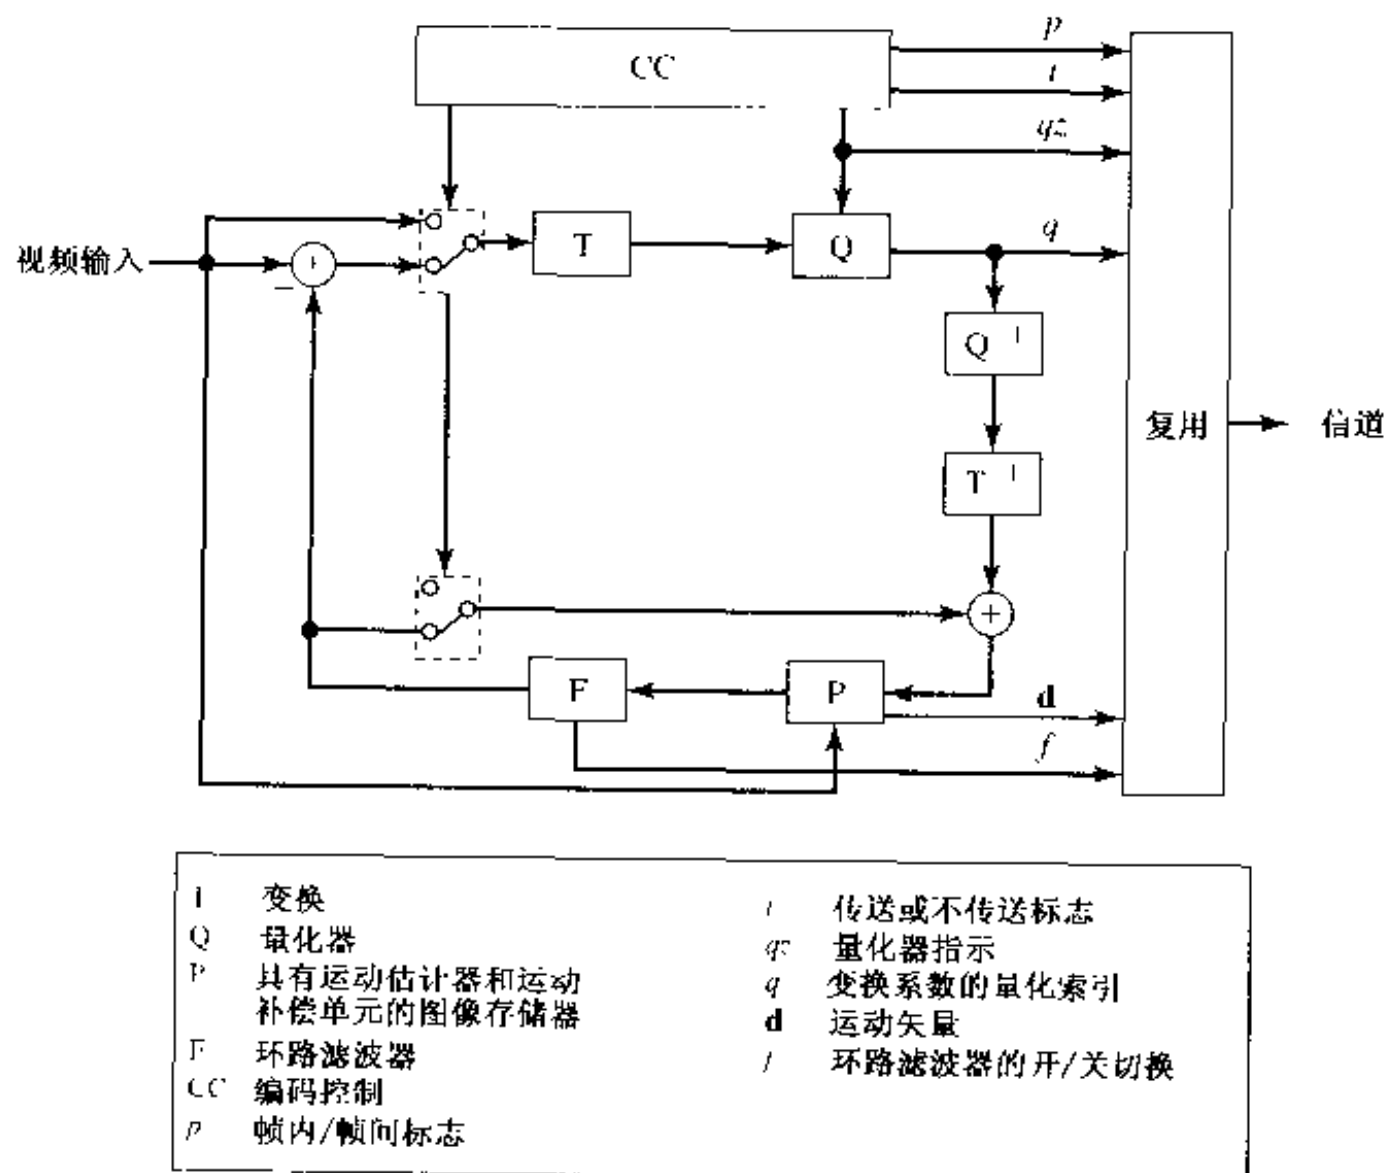 CC
p
t
qz
视频输入
T
Q
q
Q⁻¹
T⁻¹
复用
信道
F
P
d
f
T 变换
Q 量化器
P 具有运动估计器和运动
补偿单元的图像存储器
F 环路滤波器
CC 编码控制
p 帧内/帧间标志
t 传送或不传送标志
qz 量化器指示
q 变换系数的量化索引
d 运动矢量
f 环路滤波器的开/关切换